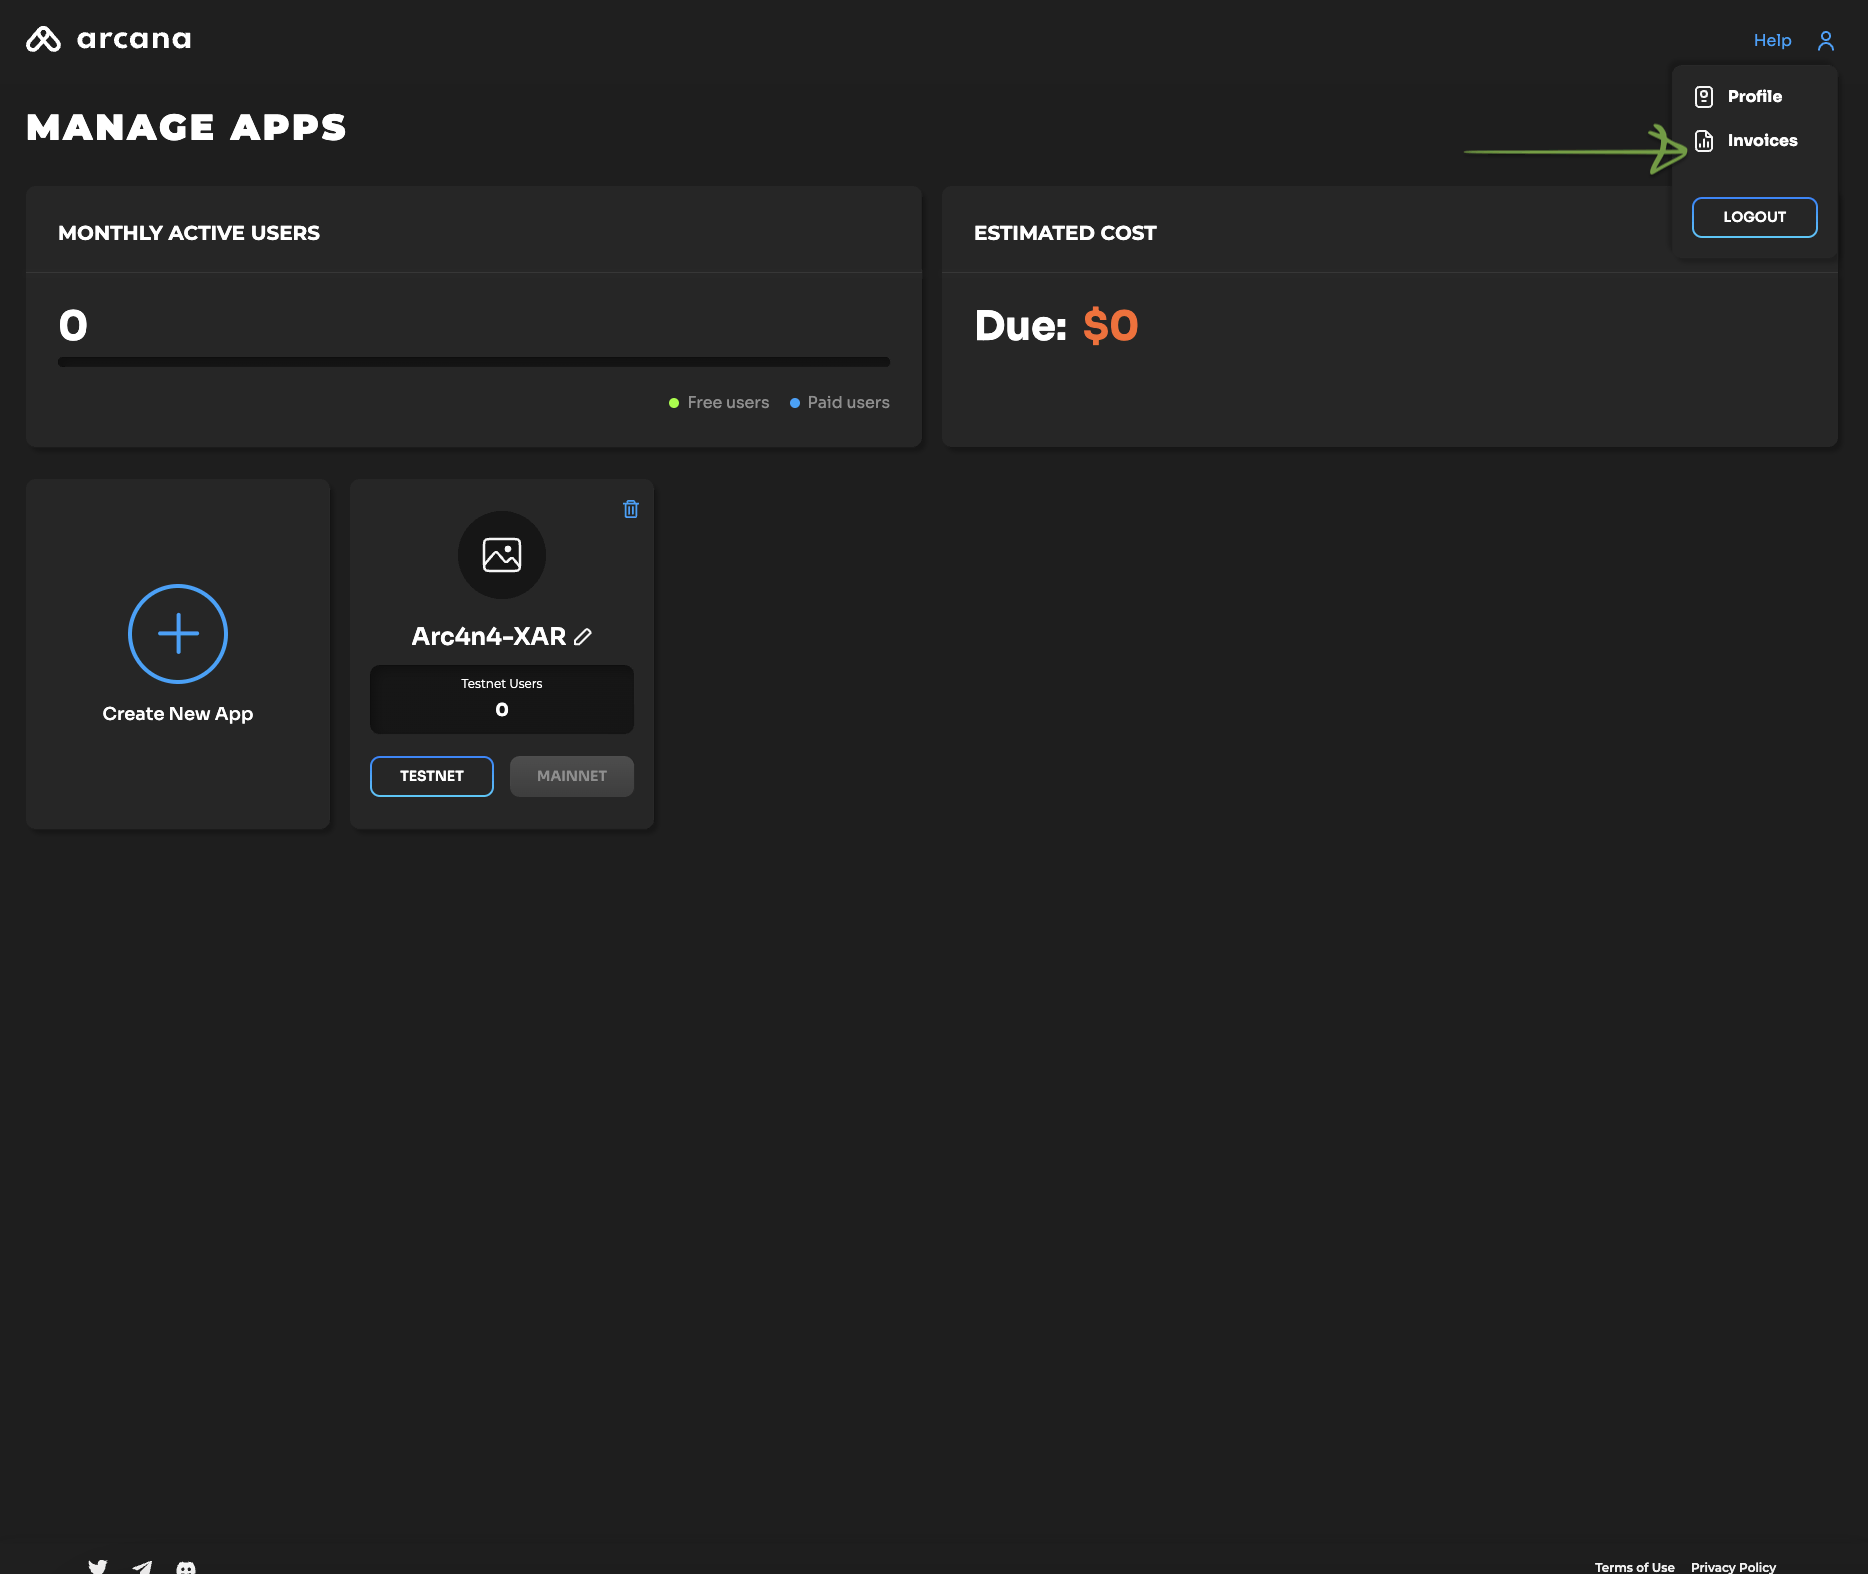 arcana
Help
Profile
MANAGE APPS
Invoices
LOGOUT
MONTHLY ACTIVE USERS
ESTIMATED COST
0
Due: $0
Free users
Paid users
Arc4n4-XAR
Testnet Users
0
Create New App
TESTNET
MAINNET
Terms of Use
Privacy Policy